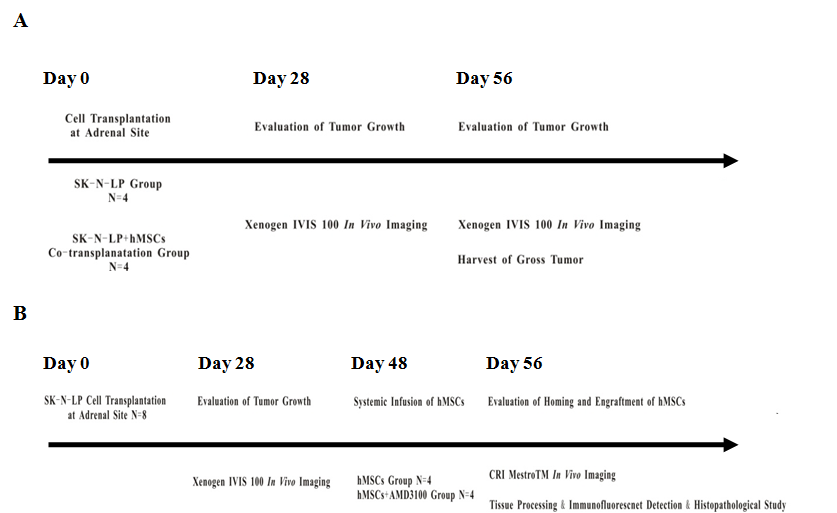 A
Day 0
Day 28
Day 56
Cell Transplantation
at Adrenal Site
Evaluation of Tumor Growth
Evaluation of Tumor Growth
SK-N-LP Group
N=4
Xenogen IVIS 100 In Vivo Imaging
Xenogen IVIS 100 In Vivo Imaging
SK-N-LP+hMSCs
Co-transplanatation Group
N=4
Harvest of Gross Tumor
B
Day 0
Day 28
Day 48
Day 56
SK-N-LP Cell Transplantation
at Adrenal Site N=8
Evaluation of Tumor Growth
Systemic Infusion of hMSCs
Evaluation of Homing and Engraftment of hMSCs
Xenogen IVIS 100 In Vivo Imaging
hMSCs Group N=4
hMSCs+AMD3100 Group N=4
CRI MestroTM In Vivo Imaging
Tissue Processing & Immunofluorescnet Detection & Histopathological Study